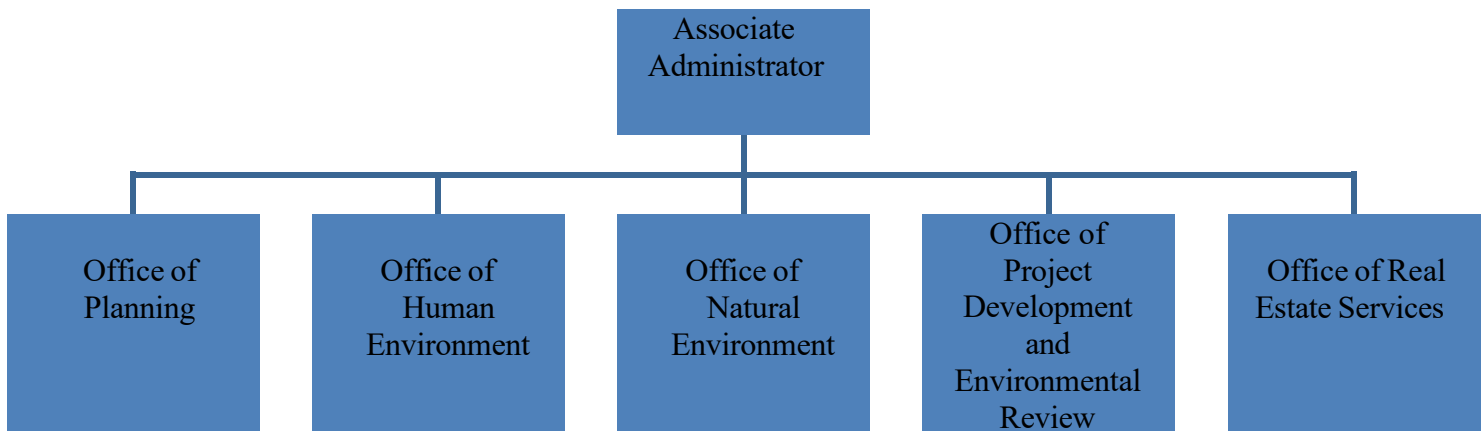 Associate
Administrator
Office of
Planning
Office of
Human
Environment
Office of
Natural
Environment
Office of
Project
Development
and
Environmental
Review
Office of Real
Estate Services